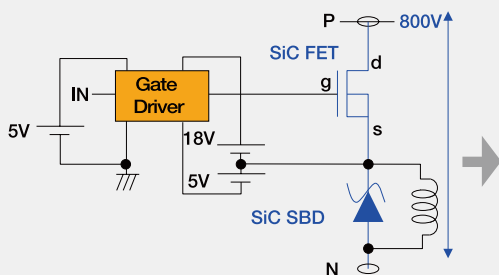 P
800V
SiC FET
d
g
s
IN
Gate
Driver
5V
18V
5V
SiC SBD
N